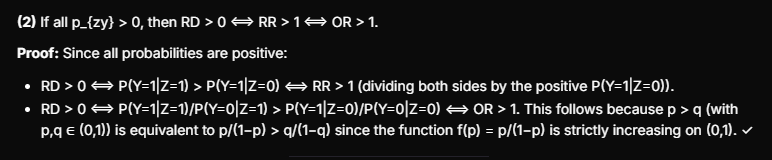 (2) If all p_{zy} > 0, then RD > 0 ⟺ RR > 1 ⟺ OR > 1.
Proof: Since all probabilities are positive:
• RD > 0 ⟺ P(Y=1|Z=1) > P(Y=1|Z=0) ⟺ RR > 1 (dividing both sides by the positive P(Y=1|Z=0)).
• RD > 0 ⟺ P(Y=1|Z=1)/P(Y=0|Z=1) > P(Y=1|Z=0)/P(Y=0|Z=0) ⟺ OR > 1. This follows because p > q (with
p,q ∈ (0,1)) is equivalent to p/(1−p) > q/(1−q) since the function f(p) = p/(1−p) is strictly increasing on (0,1). ✓